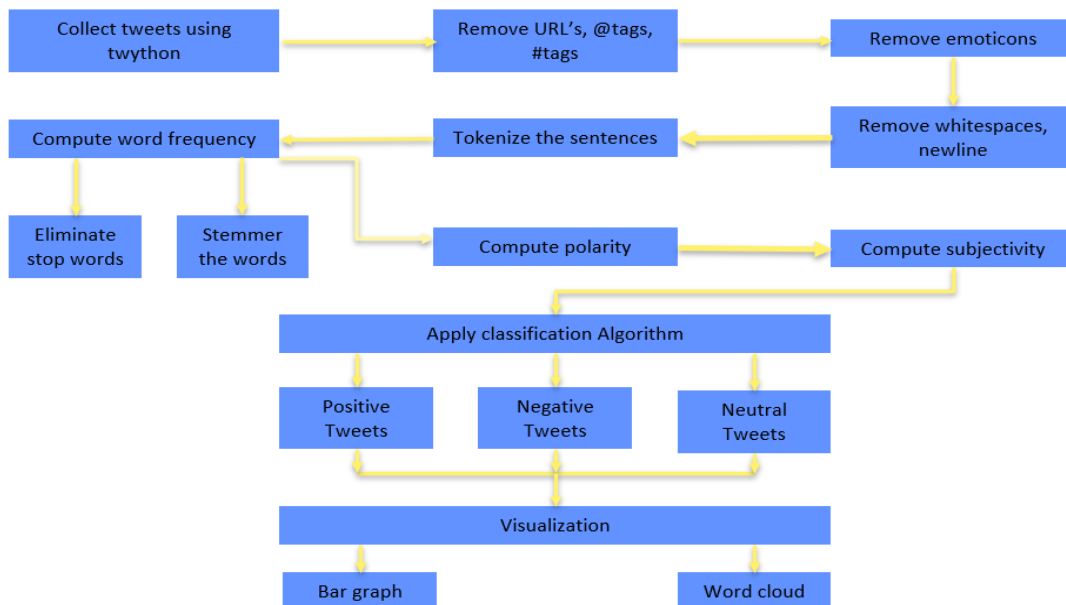 Collect tweets using
twython
Remove URL's, @tags,
#tags
Remove emoticons
Remove whitespaces,
newline
Tokenize the sentences
Compute word frequency
Eliminate
stop words
Stemmer
the words
Compute polarity
Compute subjectivity
Apply classification Algorithm
Positive
Tweets
Negative
Tweets
Neutral
Tweets
Visualization
Bar graph
Word cloud